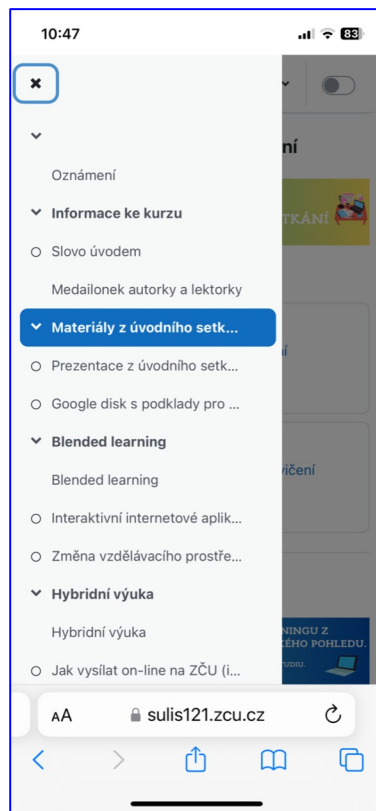 10:47
83
ní
Oznámení
TKÁNÍ
Informace ke kurzu
Slovo úvodem
Medailonek autorky a lektorky
Materiály z úvodního setk...
Prezentace z úvodního setk...
Google disk s podklady pro ...
Blended learning
Blended learning
vičení
Interaktivní internetové aplik...
Změna vzdělávacího prostře...
Hybridní výuka
Hybridní výuka
NINGU Z
KÉHO POHLEDU.
TUDIU.
Jak vysílat on-line na ZČU (i...
AA
sulis121.zcu.cz